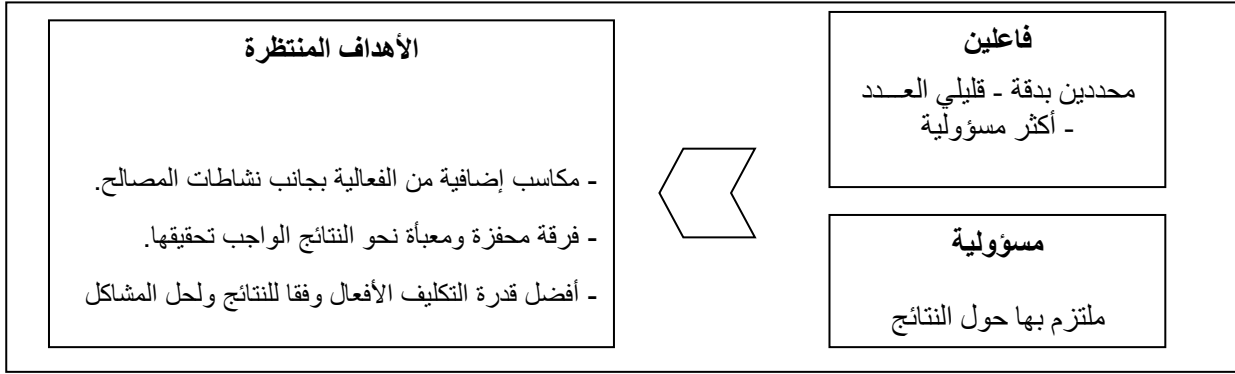 فاعلين
محددين بدقة - قليلي العـــدد
- أكثر مسؤولية
مسؤولية
ملتزم بها حول النتائج
الأهداف المنتظرة
- مكاسب إضافية من الفعالية بجانب نشاطات المصالح.
- فرقة محفزة ومعبأة نحو النتائج الواجب تحقيقها.
- أفضل قدرة التكليف الأفعال وفقا للنتائج ولحل المشاكل